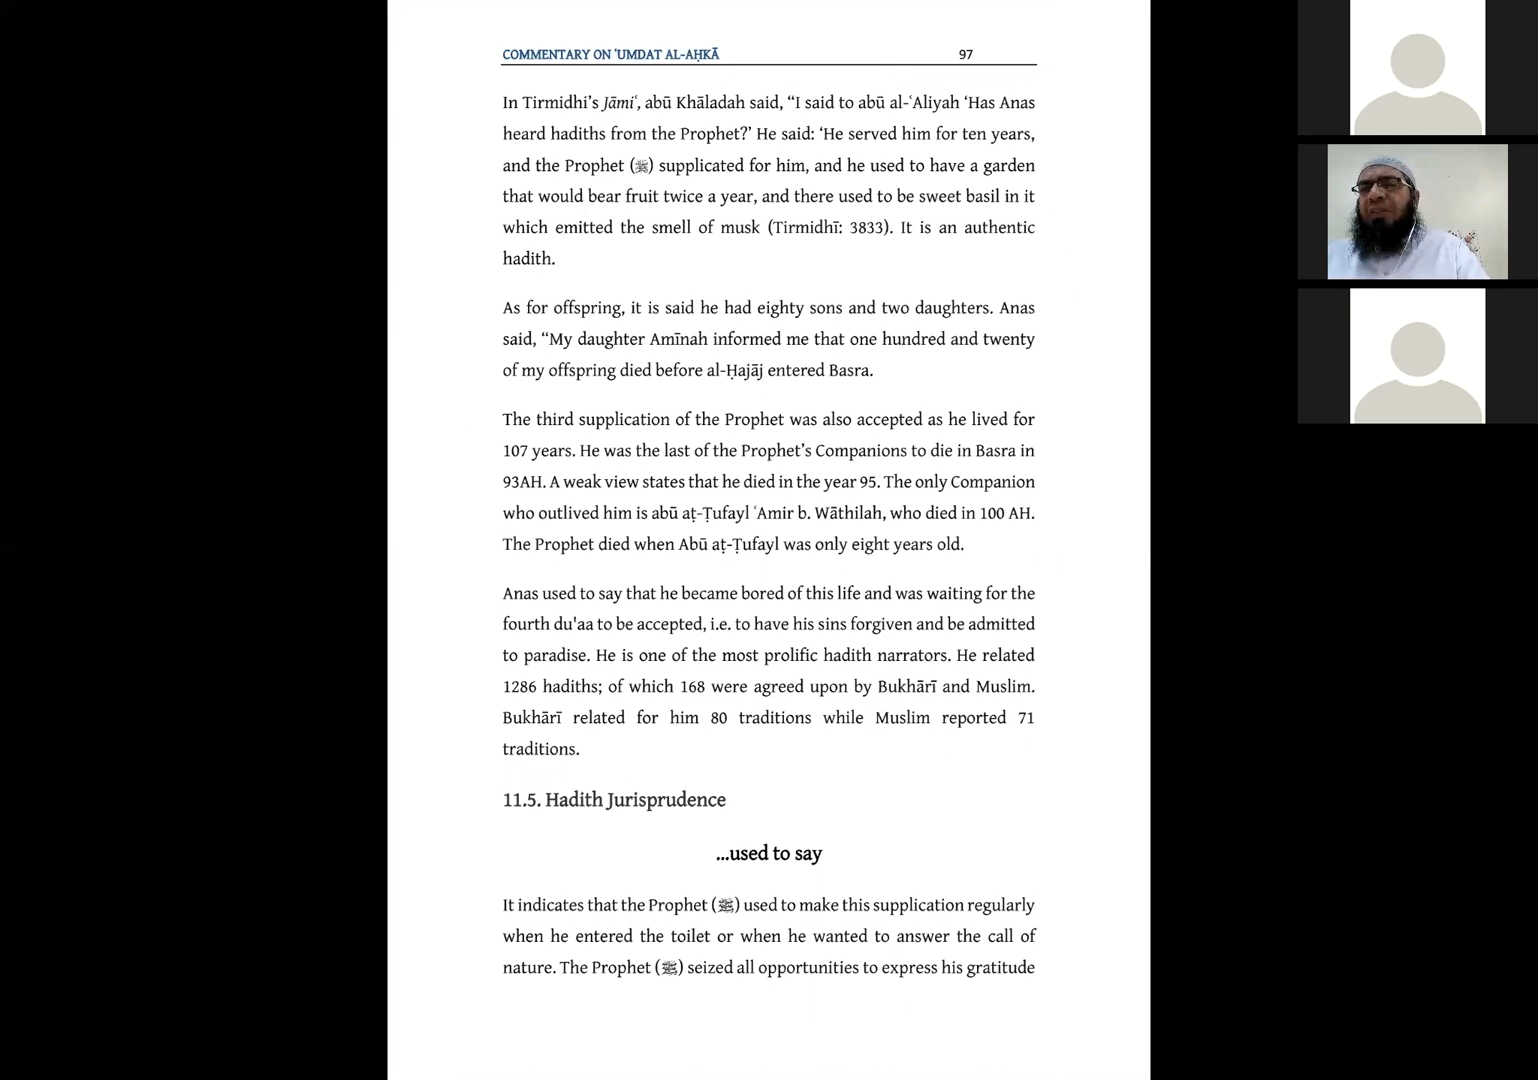 COMMENTARY ON ʿUMDAT AL-AḤKĀ 97
In Tirmidhi’s Jāmiʿ, abū Khāladah said, “I said to abū al-ʿAliyah ‘Has Anas
heard hadiths from the Prophet?’ He said: ‘He served him for ten years,
and the Prophet (ﷺ) supplicated for him, and he used to have a garden
that would bear fruit twice a year, and there used to be sweet basil in it
which emitted the smell of musk (Tirmidhī: 3833). It is an authentic
hadith.
As for offspring, it is said he had eighty sons and two daughters. Anas
said, “My daughter Amīnah informed me that one hundred and twenty
of my offspring died before al-Ḥajāj entered Basra.
The third supplication of the Prophet was also accepted as he lived for
107 years. He was the last of the Prophet’s Companions to die in Basra in
93AH. A weak view states that he died in the year 95. The only Companion
who outlived him is abū aṭ-Ṭufayl ʿAmir b. Wāthilah, who died in 100 AH.
The Prophet died when Abū aṭ-Ṭufayl was only eight years old.
Anas used to say that he became bored of this life and was waiting for the
fourth du'aa to be accepted, i.e. to have his sins forgiven and be admitted
to paradise. He is one of the most prolific hadith narrators. He related
1286 hadiths; of which 168 were agreed upon by Bukhārī and Muslim.
Bukhārī related for him 80 traditions while Muslim reported 71
traditions.
11.5. Hadith Jurisprudence
...used to say
It indicates that the Prophet (ﷺ) used to make this supplication regularly
when he entered the toilet or when he wanted to answer the call of
nature. The Prophet (ﷺ) seized all opportunities to express his gratitude